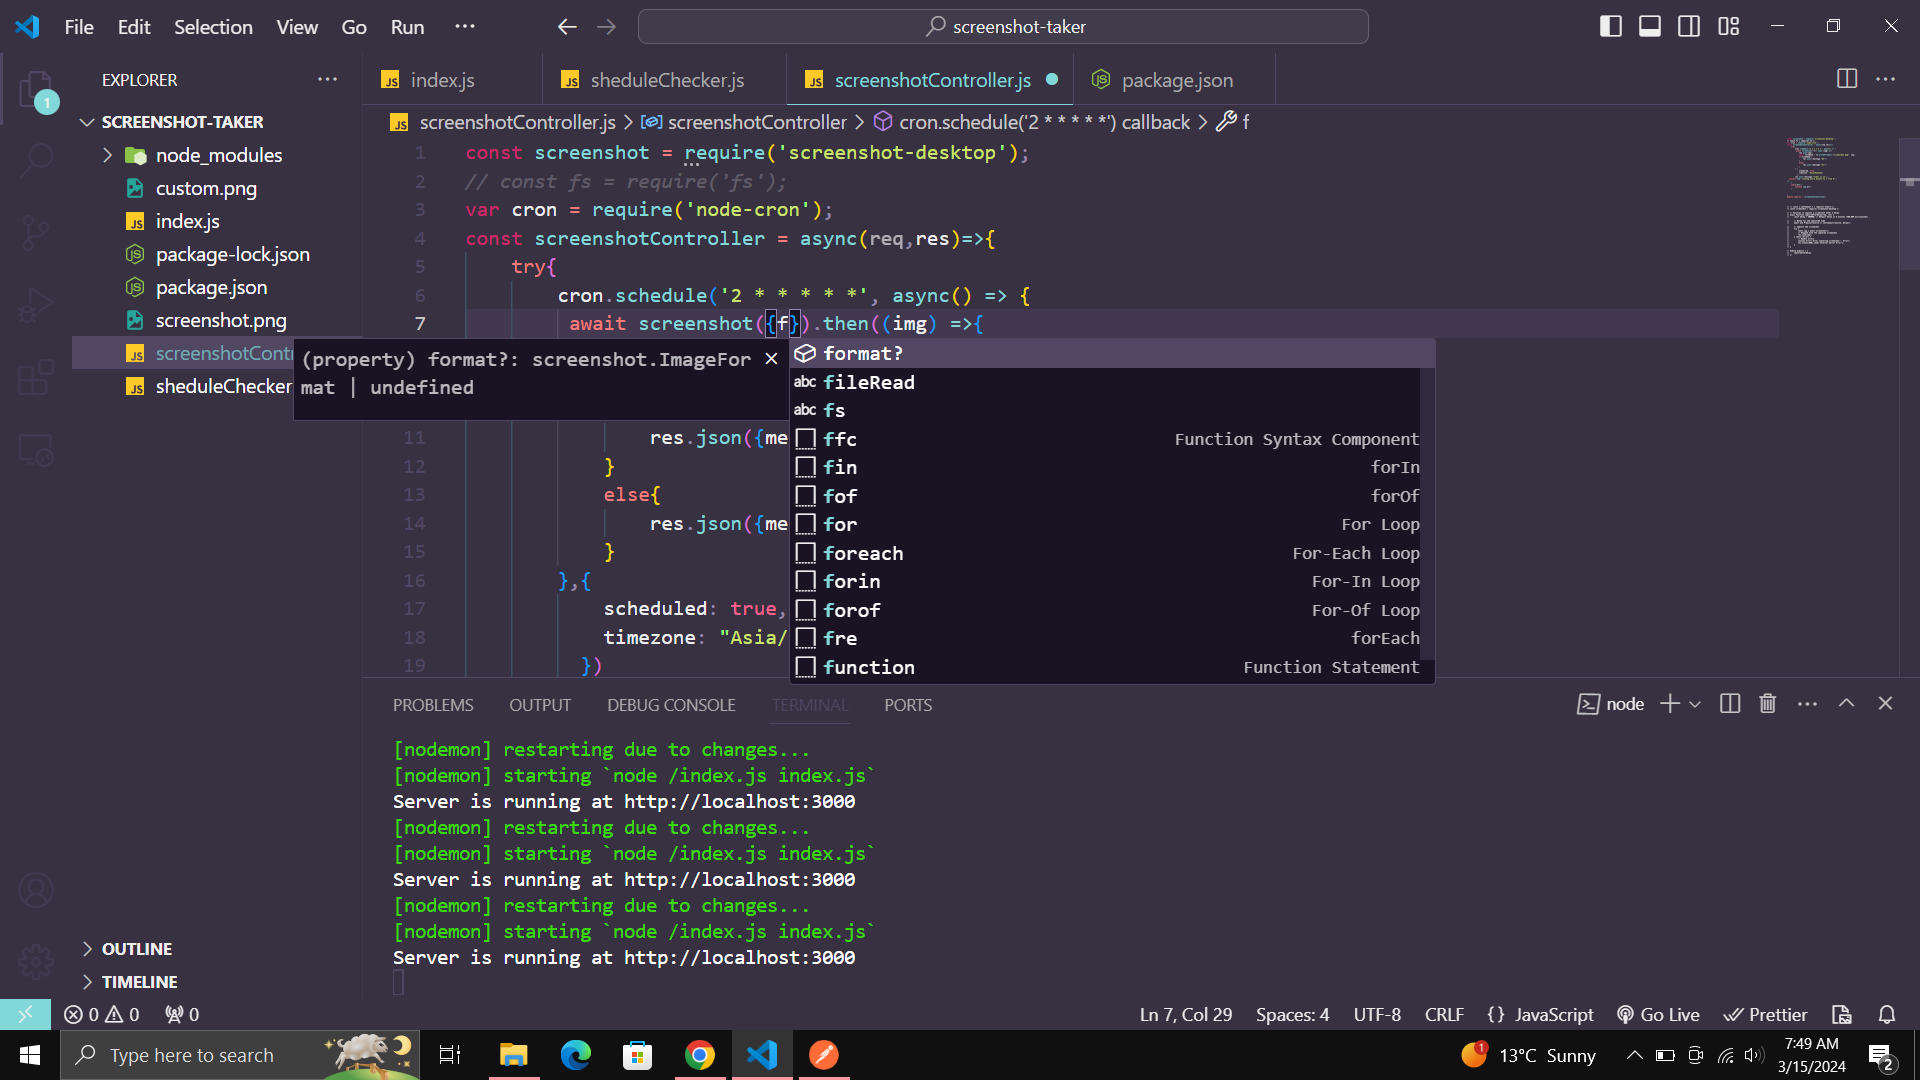 File Edit Selection View Go Run ...
screenshot-taker
EXPLORER
1
SCREENSHOT-TAKER
node_modules
custom.png
index.js
package-lock.json
package.json
screenshot.png
screenshotContr
sheduleChecker
OUTLINE
TIMELINE
JS index.js
JS sheduleChecker.js
JS screenshotController.js
package.json
JS screenshotController.js > screenshotController > cron.schedule('2 * * * * *') callback > f
1 const screenshot = require('screenshot-desktop');
2 // const fs = require('fs');
3 var cron = require('node-cron');
4 const screenshotController = async(req,res)=>{
5 try{
6 cron.schedule('2 * * * * *', async() => {
7 await screenshot({f}).then((img) =>{
(property) format?: screenshot.ImageFor
mat | undefined
format?
abc fileRead
abc fs
ffc Function Syntax Component
fin forIn
fof forOf
for For Loop
foreach For-Each Loop
forin For-In Loop
forof For-Of Loop
fre forEach
function Function Statement
11 res.json({me
12 }
13 else{
14 res.json({me
15 }
16 },{
17 scheduled: true,
18 timezone: "Asia/
19 })
PROBLEMS OUTPUT DEBUG CONSOLE TERMINAL PORTS
node
[nodemon] restarting due to changes...
[nodemon] starting `node /index.js index.js`
Server is running at http://localhost:3000
[nodemon] restarting due to changes...
[nodemon] starting `node /index.js index.js`
Server is running at http://localhost:3000
[nodemon] restarting due to changes...
[nodemon] starting `node /index.js index.js`
Server is running at http://localhost:3000
0 0 0
Ln 7, Col 29 Spaces: 4 UTF-8 CRLF {} JavaScript Go Live Prettier
Type here to search
1 13°C Sunny
7:49 AM
3/15/2024
2